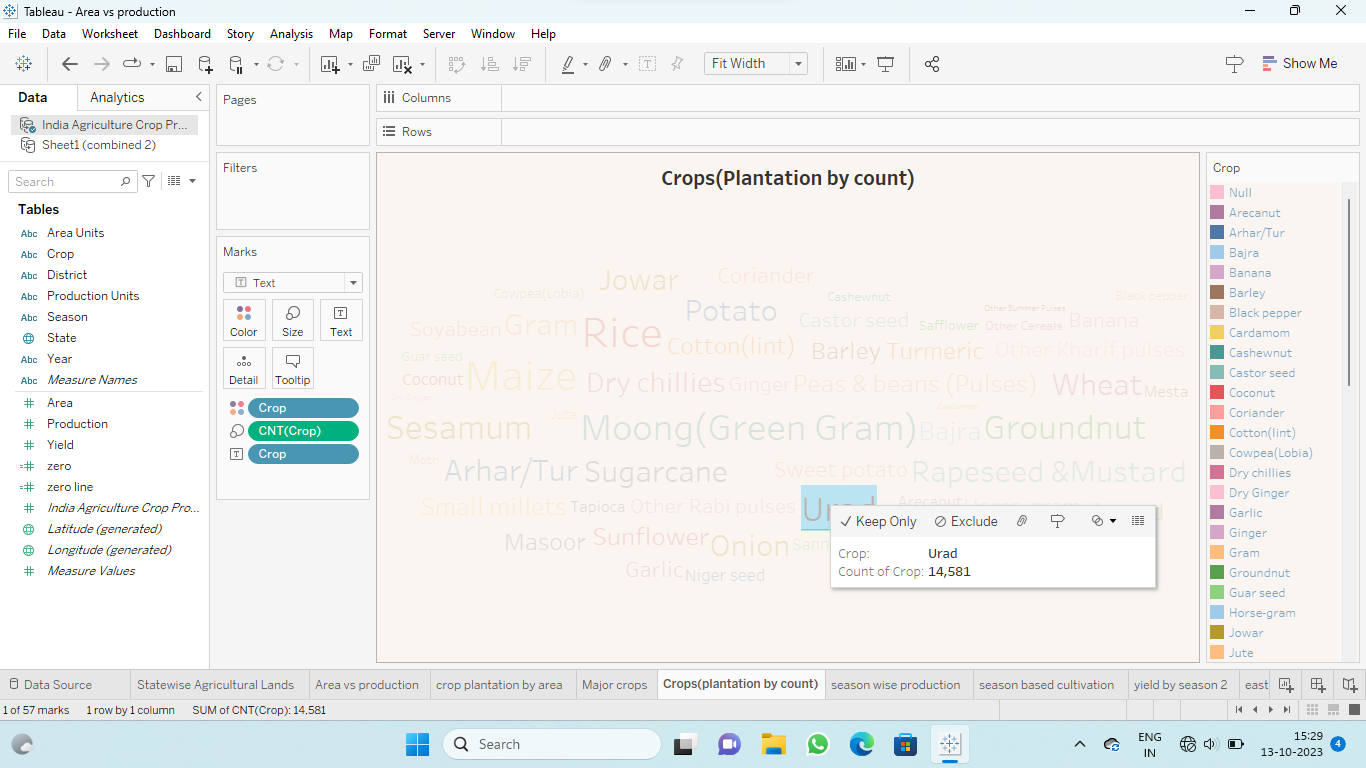 Tableau - Area vs production
File Data Worksheet Dashboard Story Analysis Map Format Server Window Help
Fit Width
Show Me
Data Analytics
India Agriculture Crop Pr...
Sheet1 (combined 2)
Search
Tables
Abc Area Units
Abc Crop
Abc District
Abc Production Units
Abc Season
State
Abc Year
Abc Measure Names
Area
Production
Yield
zero
zero line
India Agriculture Crop Pro...
Latitude (generated)
Longitude (generated)
Measure Values
Pages
Filters
Marks
Text
Color Size Text
Detail Tooltip
Crop
CNT(Crop)
Crop
Columns
Rows
Crops(Plantation by count)
Jowar Coriander
Cowpea(Lobia) Cashewnut Black pepper
Potato Other Summer Pulses
Soyabean Gram Rice Castor seed Safflower Other Cereals Banana
Guar seed Cotton(lint) Barley Turmeric Other Kharif pulses
Coconut Maize Dry chillies Ginger Peas & beans (Pulses) Wheat Mesta
Dry Ginger Jute Cardamom
Sesamum Moong(Green Gram) Bajra Groundnut
Moth Arhar/Tur Sugarcane Sweet potato Rapeseed &Mustard
Small millets Tapioca Other Rabi pulses Urad Arecanut
Masoor Sunflower Onion
Garlic Niger seed
Keep Only Exclude
Crop: Urad
Count of Crop: 14,581
Crop
Null
Arecanut
Arhar/Tur
Bajra
Banana
Barley
Black pepper
Cardamom
Cashewnut
Castor seed
Coconut
Coriander
Cotton(lint)
Cowpea(Lobia)
Dry chillies
Dry Ginger
Garlic
Ginger
Gram
Groundnut
Guar seed
Horse-gram
Jowar
Jute
Data Source Statewise Agricultural Lands Area vs production crop plantation by area Major crops Crops(plantation by count) season wise production season based cultivation yield by season 2 east
1 of 57 marks 1 row by 1 column SUM of CNT(Crop): 14,581
Search
ENG
IN
15:29
13-10-2023
4